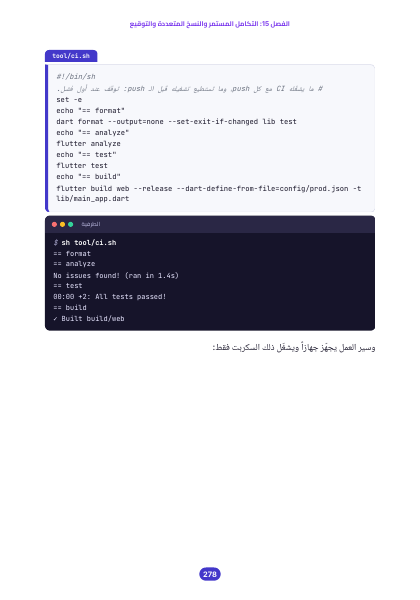 الفصل 15: التكامل المستمر والنسخ المتعددة والتوقيع
tool/ci.sh
#!/bin/sh
# ما يشغّله CI مع كل push، وما تستطيع تشغيله قبل الـ push: توقف عند أول فشل.
set -e
echo "== format"
dart format --output=none --set-exit-if-changed lib test
echo "== analyze"
flutter analyze
echo "== test"
flutter test
echo "== build"
flutter build web --release --dart-define-from-file=config/prod.json -t
lib/main_app.dart
الطرفية
$ sh tool/ci.sh
== format
== analyze
No issues found! (ran in 1.4s)
== test
00:00 +2: All tests passed!
== build
✓ Built build/web
وسير العمل يجهّز جهازاً ويشغّل ذلك السكربت فقط:
278